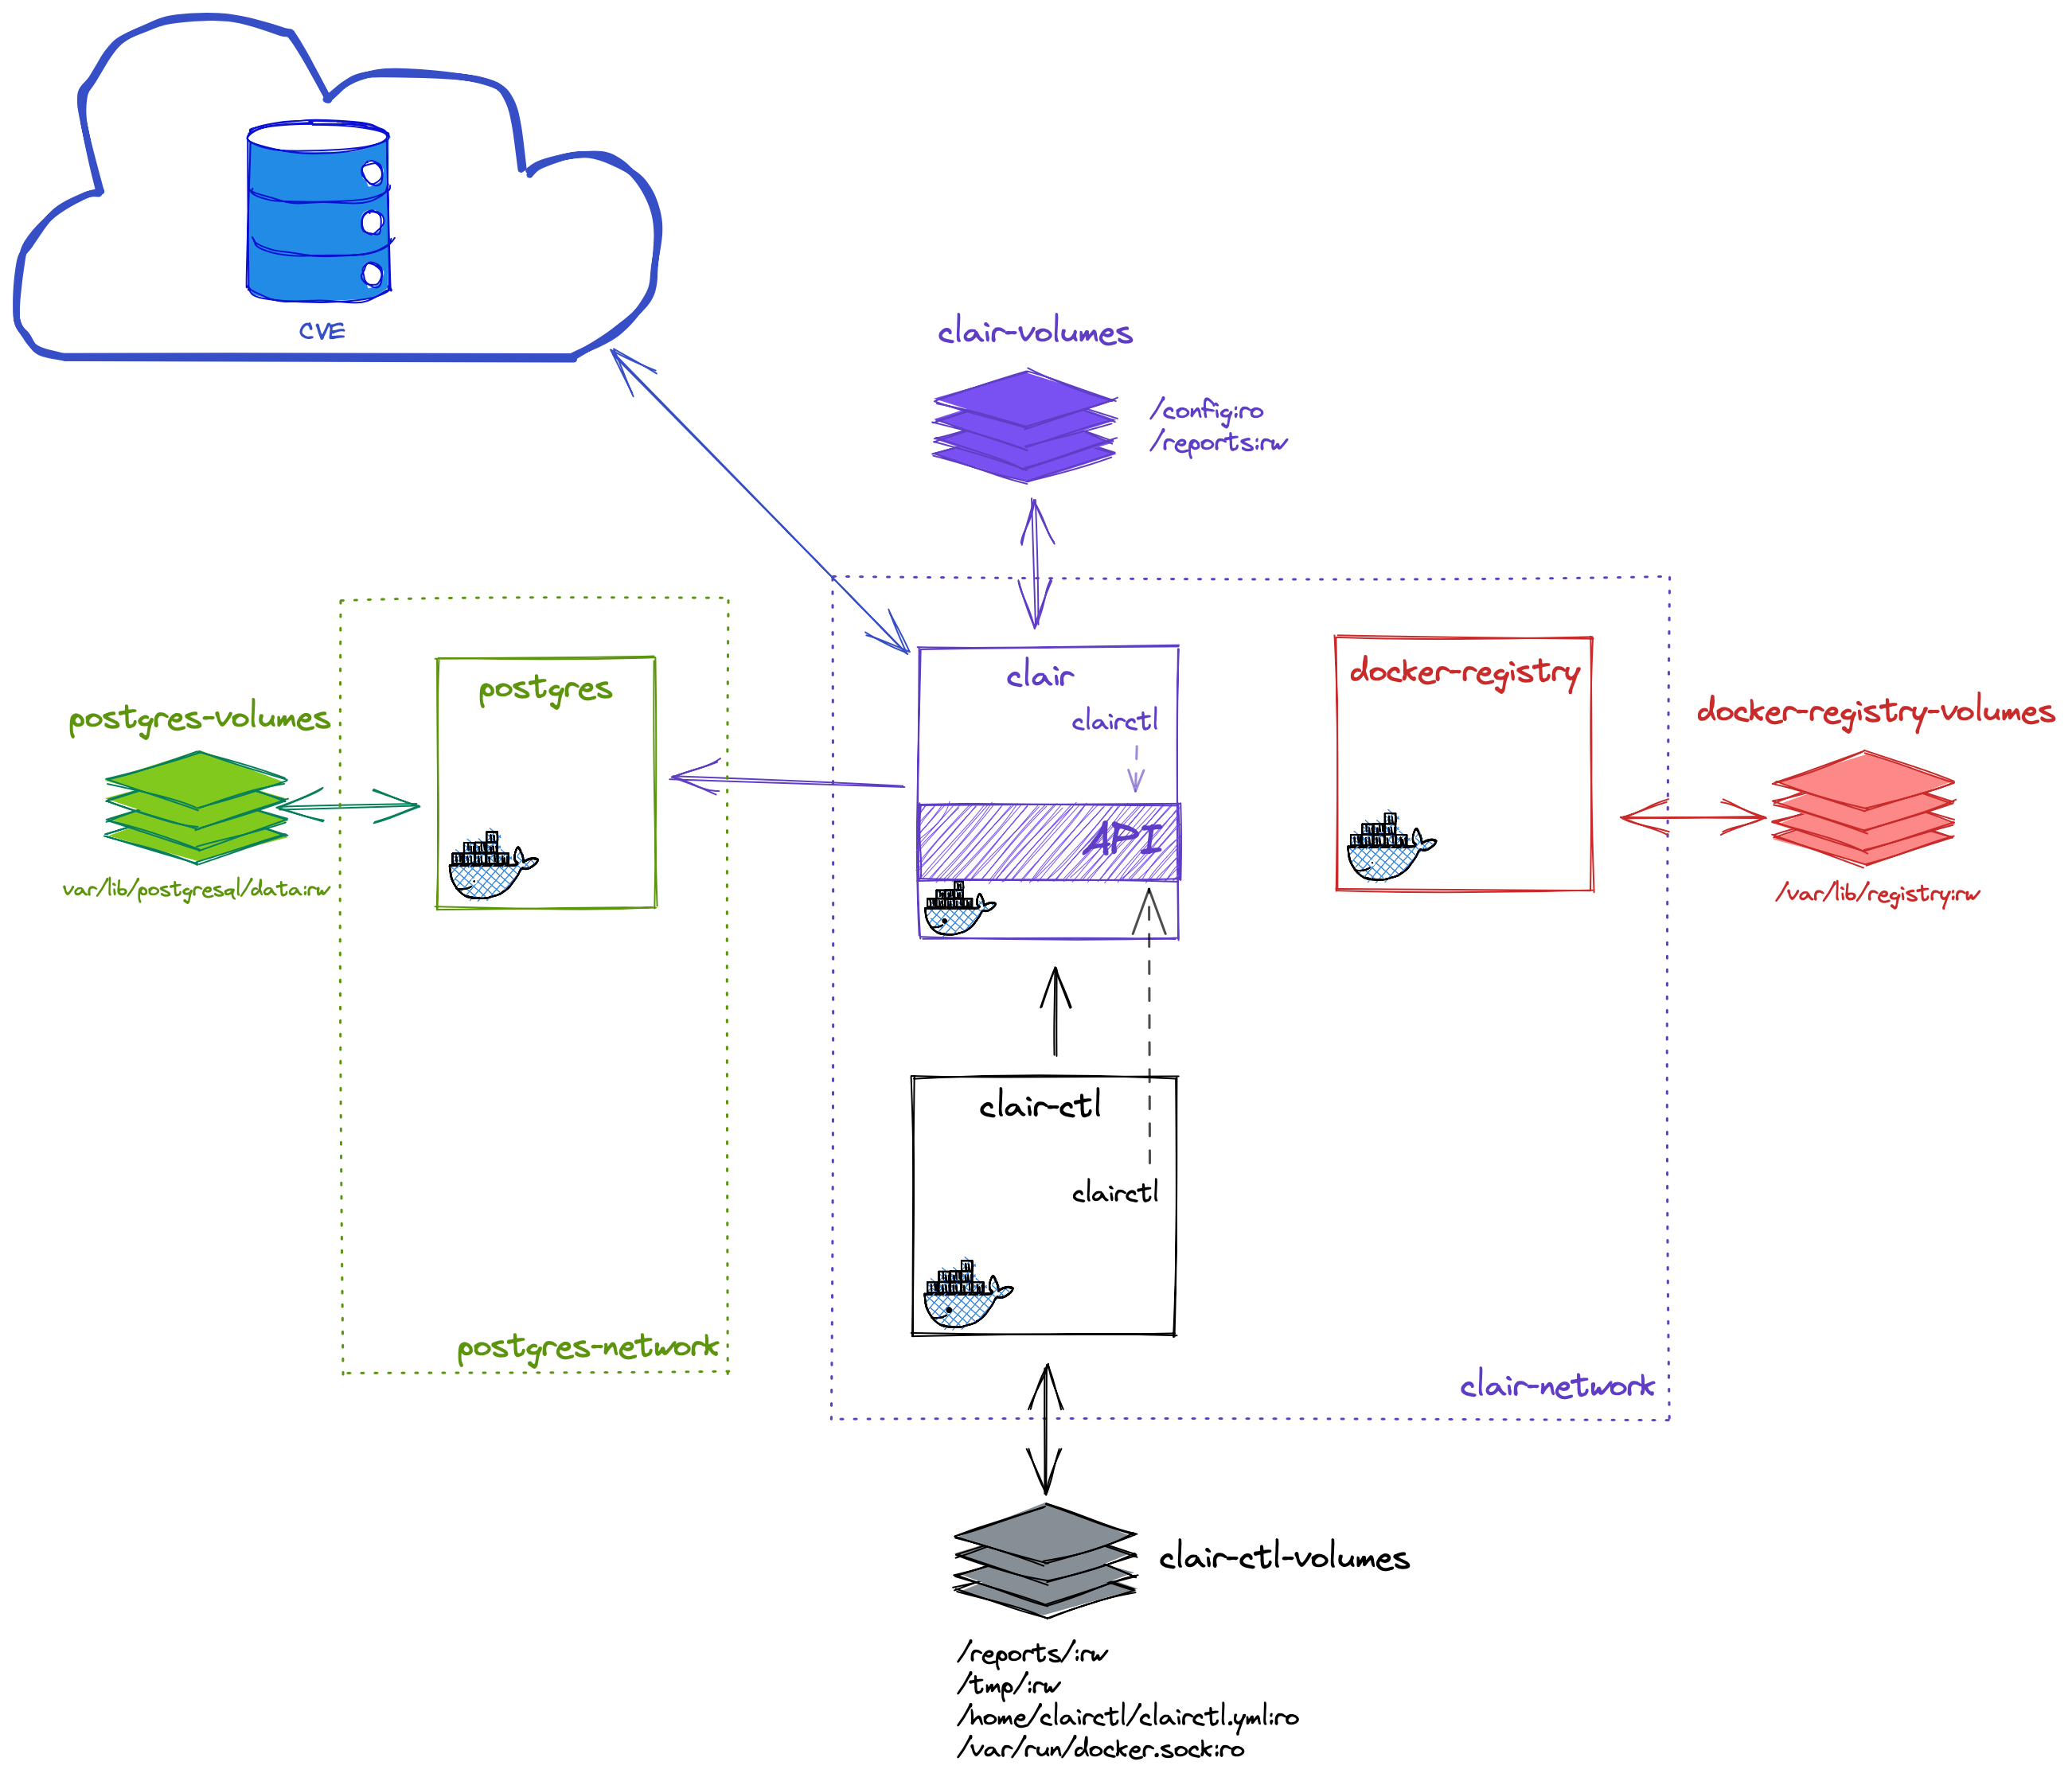 CVE
clair-volumes
/config:ro
/reports:rw
clair
clairctl
API
docker-registry
docker-registry-volumes
/var/lib/registry:rw
postgres
postgres-volumes
var/lib/postgresql/data:rw
clair-ctl
clairctl
postgres-network
clair-network
clair-ctl-volumes
/reports/:rw
/tmp/:rw
/home/clairctl/clairctl.yml:ro
/var/run/docker.sock:ro